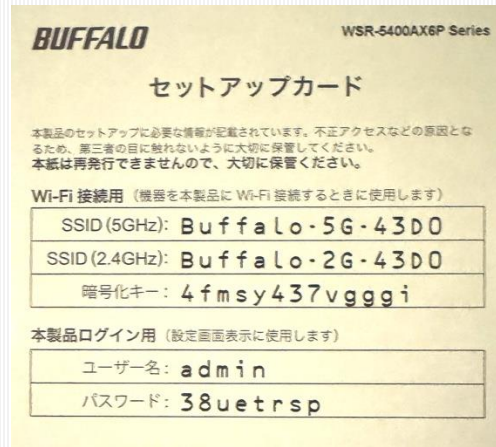 BUFFALO
WSR-5400AX6P Series
セットアップカード
本製品のセットアップに必要な情報が記載されています。不正アクセスなどの原因とな
るため、第三者の目に触れないように大切に保管してください。
本紙は再発行できませんので、大切に保管ください。
Wi-Fi 接続用（機器を本製品に Wi-Fi 接続するときに使用します）
SSID (5GHz): Buffalo-5G-43D0
SSID (2.4GHz): Buffalo-2G-43D0
暗号化キー: 4fmsy437vgggi
本製品ログイン用（設定画面表示に使用します）
ユーザー名: admin
パスワード: 38uetrsp